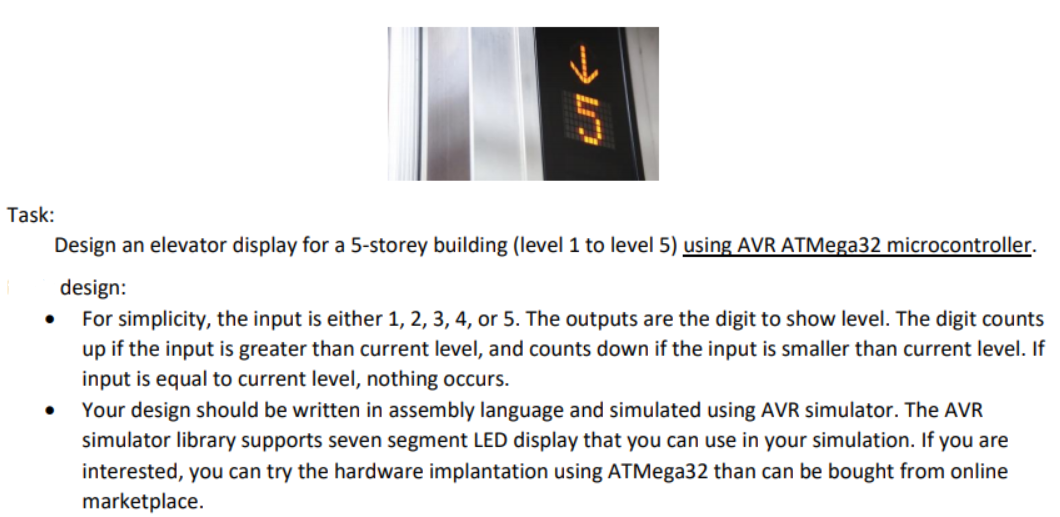 5
Task:
Design an elevator display for a 5-storey building (level 1 to level 5) using AVR ATMega32 microcontroller.
design:
• For simplicity, the input is either 1, 2, 3, 4, or 5. The outputs are the digit to show level. The digit counts
up if the input is greater than current level, and counts down if the input is smaller than current level. If
input is equal to current level, nothing occurs.
• Your design should be written in assembly language and simulated using AVR simulator. The AVR
simulator library supports seven segment LED display that you can use in your simulation. If you are
interested, you can try the hardware implantation using ATMega32 than can be bought from online
marketplace.